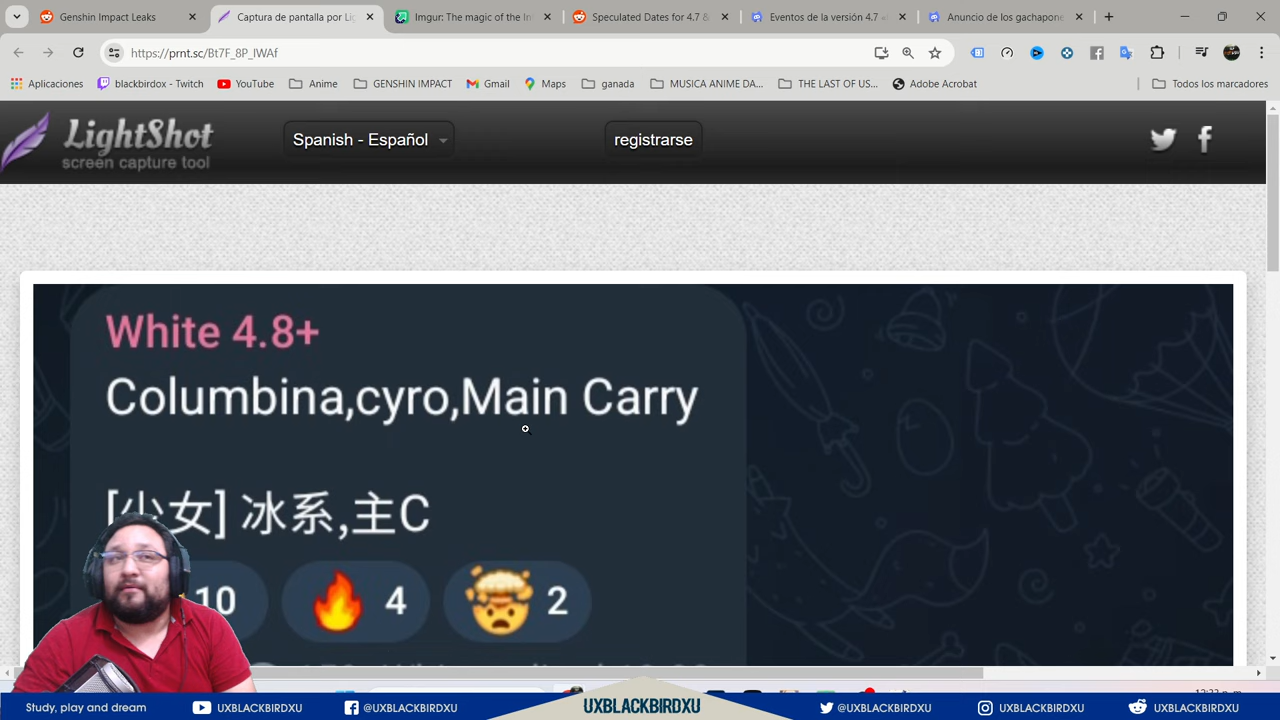 Genshin Impact Leaks
Captura de pantalla por Li
Imgur: The magic of the In
Speculated Dates for 4.7 &
Eventos de la versión 4.7 «
Anuncio de los gachapone
https://prnt.sc/Bt7F_8P_IWAf
Aplicaciones
blackbirdox - Twitch
YouTube
Anime
GENSHIN IMPACT
Gmail
Maps
ganada
MUSICA ANIME DA...
THE LAST OF US...
Adobe Acrobat
Todos los marcadores
LightShot
screen capture tool
Spanish - Español
registrarse
White 4.8+
Columbina,cyro,Main Carry
[少女] 冰系,主C
10
4
2
Study, play and dream
UXBLACKBIRDXU
@UXBLACKBIRDXU
UXBLACKBIRDXU
@UXBLACKBIRDXU
UXBLACKBIRDXU
UXBLACKBIRDXU